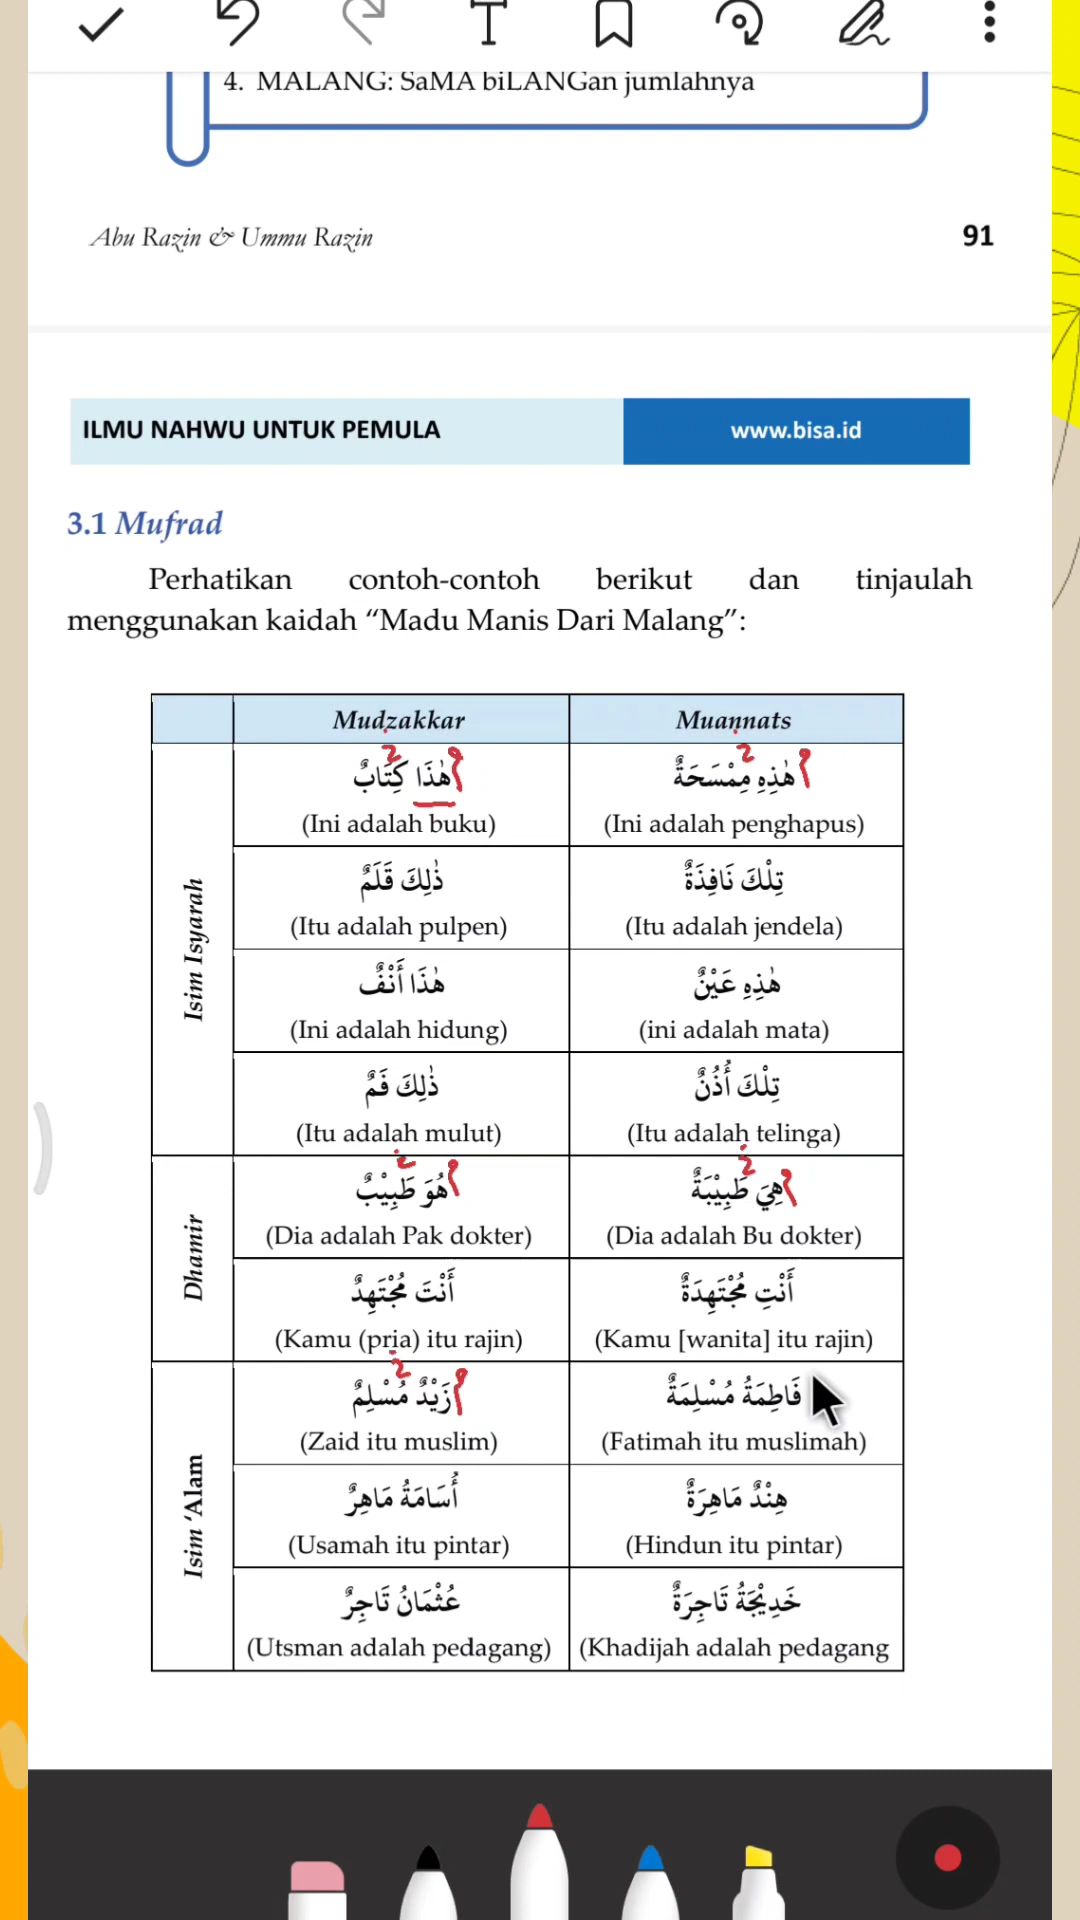 4. MALANG: SaMA biLANGan jumlahnya
Abu Razin & Ummu Razin
91
ILMU NAHWU UNTUK PEMULA
www.bisa.id
3.1 Mufrad
Perhatikan contoh-contoh berikut dan tinjaulah
menggunakan kaidah “Madu Manis Dari Malang”:
Mudzakkar
Muannats
Isim Isyarah
هٰذَا كِتَابٌ
(Ini adalah buku)
هٰذِهِ مِمْسَحَةٌ
(Ini adalah penghapus)
ذٰلِكَ قَلَمٌ
(Itu adalah pulpen)
تِلْكَ نَافِذَةٌ
(Itu adalah jendela)
هٰذَا أَنْفٌ
(Ini adalah hidung)
هٰذِهِ عَيْنٌ
(ini adalah mata)
ذٰلِكَ فَمٌ
(Itu adalah mulut)
تِلْكَ أُذُنٌ
(Itu adalah telinga)
Dhamir
هُوَ طَبِيْبٌ
(Dia adalah Pak dokter)
هِيَ طَبِيْبَةٌ
(Dia adalah Bu dokter)
أَنْتَ مُجْتَهِدٌ
(Kamu (pria) itu rajin)
أَنْتِ مُجْتَهِدَةٌ
(Kamu [wanita] itu rajin)
Isim ‘Alam
زَيْدٌ مُسْلِمٌ
(Zaid itu muslim)
فَاطِمَةُ مُسْلِمَةٌ
(Fatimah itu muslimah)
أُسَامَةُ مَاهِرٌ
(Usamah itu pintar)
هِنْدٌ مَاهِرَةٌ
(Hindun itu pintar)
عُثْمَانُ تَاجِرٌ
(Utsman adalah pedagang)
خَدِيْجَةُ تَاجِرَةٌ
(Khadijah adalah pedagang